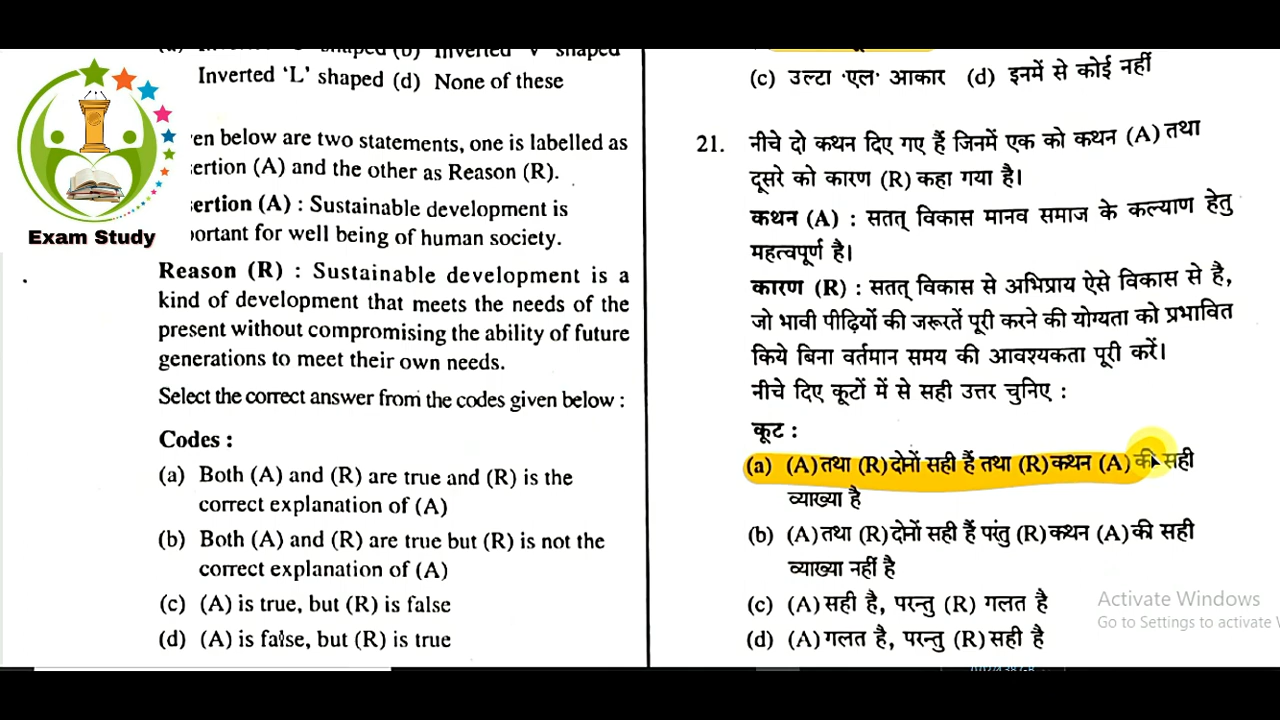 shaped (b) Inverted 'V' shaped
Inverted 'L' shaped (d) None of these
en below are two statements, one is labelled as
ertion (A) and the other as Reason (R).
sertion (A) : Sustainable development is
ortant for well being of human society.
Reason (R) : Sustainable development is a
kind of development that meets the needs of the
present without compromising the ability of future
generations to meet their own needs.
Select the correct answer from the codes given below :
Codes :
(a) Both (A) and (R) are true and (R) is the
correct explanation of (A)
(b) Both (A) and (R) are true but (R) is not the
correct explanation of (A)
(c) (A) is true, but (R) is false
(d) (A) is false, but (R) is true
Exam Study
(c) उल्टा 'एल' आकार (d) इनमें से कोई नहीं
21. नीचे दो कथन दिए गए हैं जिनमें एक को कथन (A) तथा
दूसरे को कारण (R) कहा गया है।
कथन (A) : सतत् विकास मानव समाज के कल्याण हेतु
महत्वपूर्ण है।
कारण (R) : सतत् विकास से अभिप्राय ऐसे विकास से है,
जो भावी पीढ़ियों की जरूरतें पूरी करने की योग्यता को प्रभावित
किये बिना वर्तमान समय की आवश्यकता पूरी करें।
नीचे दिए कूटों में से सही उत्तर चुनिए :
कूट :
(a) (A) तथा (R) दोनों सही हैं तथा (R) कथन (A) की सही
व्याख्या है
(b) (A) तथा (R) दोनों सही हैं परंतु (R) कथन (A) की सही
व्याख्या नहीं है
(c) (A) सही है, परन्तु (R) गलत है
(d) (A) गलत है, परन्तु (R) सही है
Activate Windows
Go to Settings to activate W